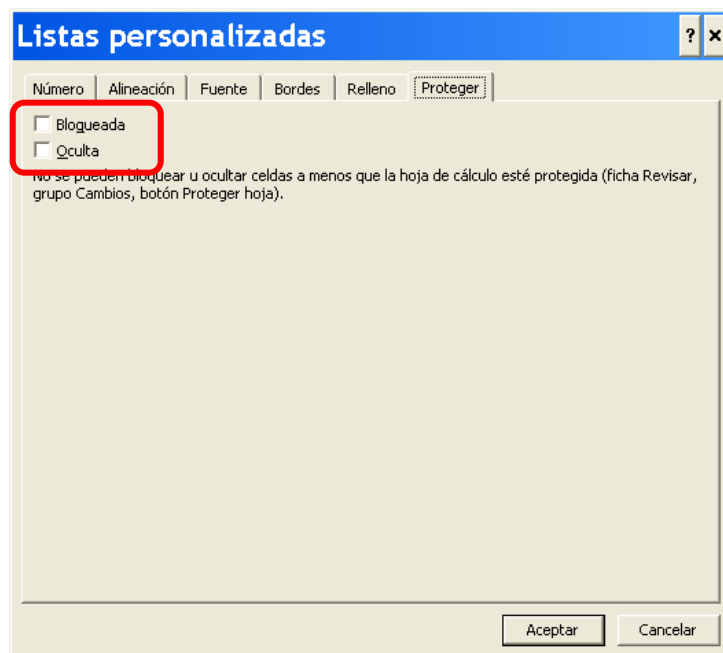 Listas personalizadas
? ×
Número Alineación Fuente Bordes Relleno Proteger
Bloqueada
Oculta
No se pueden bloquear u ocultar celdas a menos que la hoja de cálculo esté protegida (ficha Revisar,
grupo Cambios, botón Proteger hoja).
Aceptar Cancelar